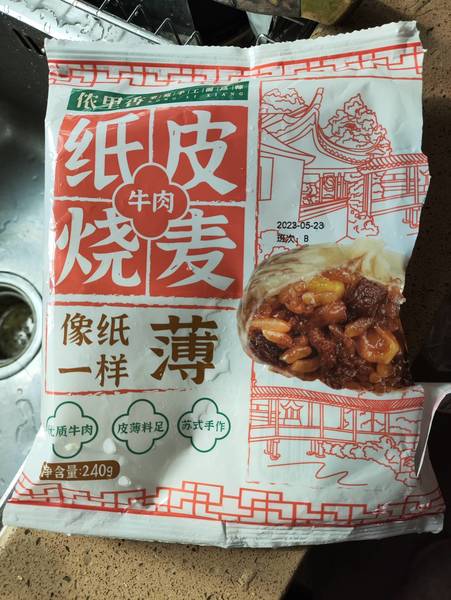 依里香
纸皮
牛肉
烧麦
2022-05-23
班次：B
像纸
一样
薄
优质牛肉
皮薄料足
苏式手作
净含量:240g